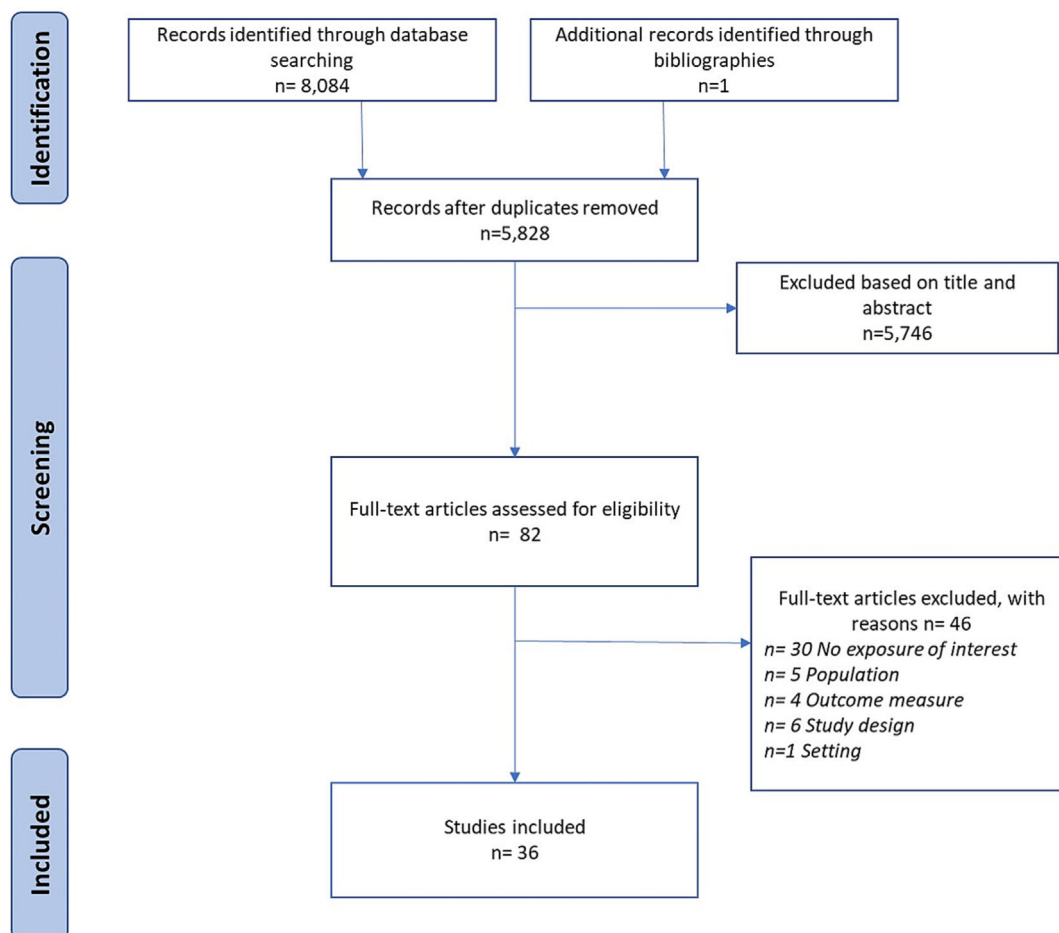 Identification
Records identified through database
searching
n= 8,084
Additional records identified through
bibliographies
n=1
Records after duplicates removed
n=5,828
Screening
Excluded based on title and
abstract
n=5,746
Full-text articles assessed for eligibility
n= 82
Full-text articles excluded, with
reasons n= 46
n= 30 No exposure of interest
n= 5 Population
n= 4 Outcome measure
n= 6 Study design
n=1 Setting
Included
Studies included
n= 36